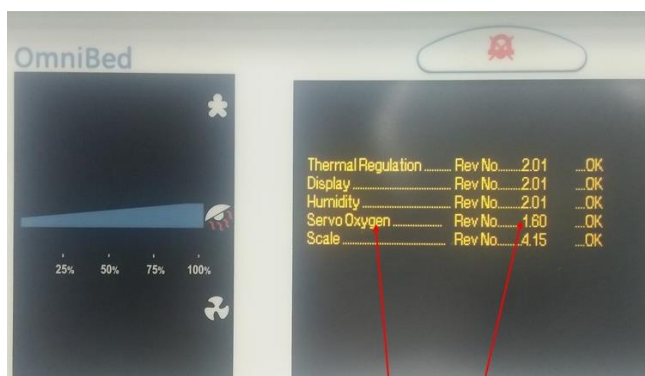 OmniBed
Thermal Regulation ........ Rev No.......2.01 ....OK
Display ............................ Rev No.......2.01 ....OK
Humidity .......................... Rev No.......2.01 ....OK
Servo Oxygen .............. Rev No.......1.60 ....OK
Scale ............................... Rev No.......4.15 ....OK
25% 50% 75% 100%